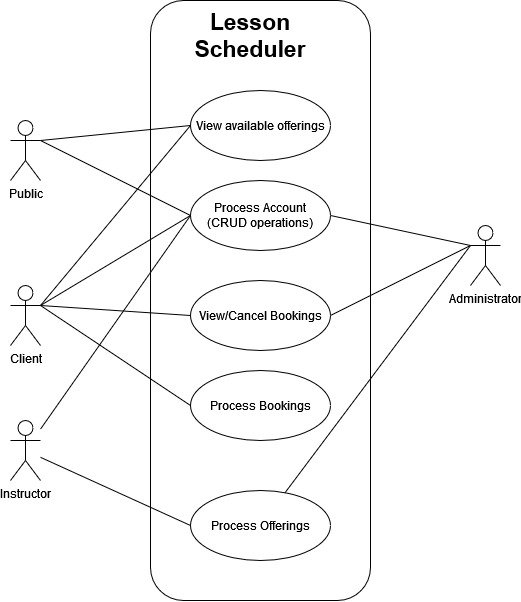 Lesson
Scheduler
View available offerings
Public
Process Account
(CRUD operations)
Administrator
View/Cancel Bookings
Client
Process Bookings
Instructor
Process Offerings